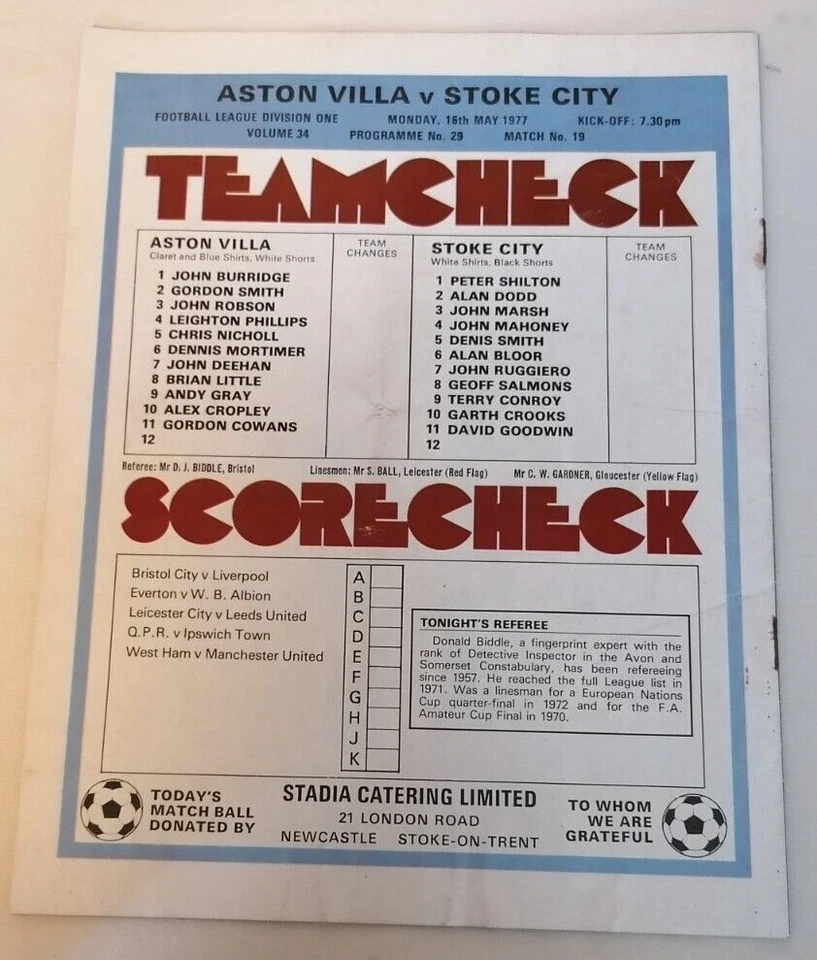 ASTON VILLA v STOKE CITY
FOOTBALL LEAGUE DIVISION ONE MONDAY, 16th MAY 1977 KICK-OFF: 7.30pm
VOLUME 34 PROGRAMME No. 29 MATCH No. 19
TEAMCHECK
ASTON VILLA
Claret and Blue Shirts, White Shorts
TEAM
CHANGES
1 JOHN BURRIDGE
2 GORDON SMITH
3 JOHN ROBSON
4 LEIGHTON PHILLIPS
5 CHRIS NICHOLL
6 DENNIS MORTIMER
7 JOHN DEEHAN
8 BRIAN LITTLE
9 ANDY GRAY
10 ALEX CROPLEY
11 GORDON COWANS
12
STOKE CITY
White Shirts, Black Shorts
TEAM
CHANGES
1 PETER SHILTON
2 ALAN DODD
3 JOHN MARSH
4 JOHN MAHONEY
5 DENIS SMITH
6 ALAN BLOOR
7 JOHN RUGGIERO
8 GEOFF SALMONS
9 TERRY CONROY
10 GARTH CROOKS
11 DAVID GOODWIN
12
Referee: Mr D. J. BIDDLE, Bristol Linesmen: Mr S. BALL, Leicester (Red Flag) Mr C. W. GARDNER, Gloucester (Yellow Flag)
SCORECHECK
Bristol City v Liverpool
Everton v W. B. Albion
Leicester City v Leeds United
Q.P.R. v Ipswich Town
West Ham v Manchester United
A
B
C
D
E
F
G
H
J
K
TONIGHT'S REFEREE
Donald Biddle, a fingerprint expert with the
rank of Detective Inspector in the Avon and
Somerset Constabulary, has been refereeing
since 1957. He reached the full League list in
1971. Was a linesman for a European Nations
Cup quarter-final in 1972 and for the F.A.
Amateur Cup Final in 1970.
TODAY'S
MATCH BALL
DONATED BY
STADIA CATERING LIMITED
21 LONDON ROAD
NEWCASTLE STOKE-ON-TRENT
TO WHOM
WE ARE
GRATEFUL